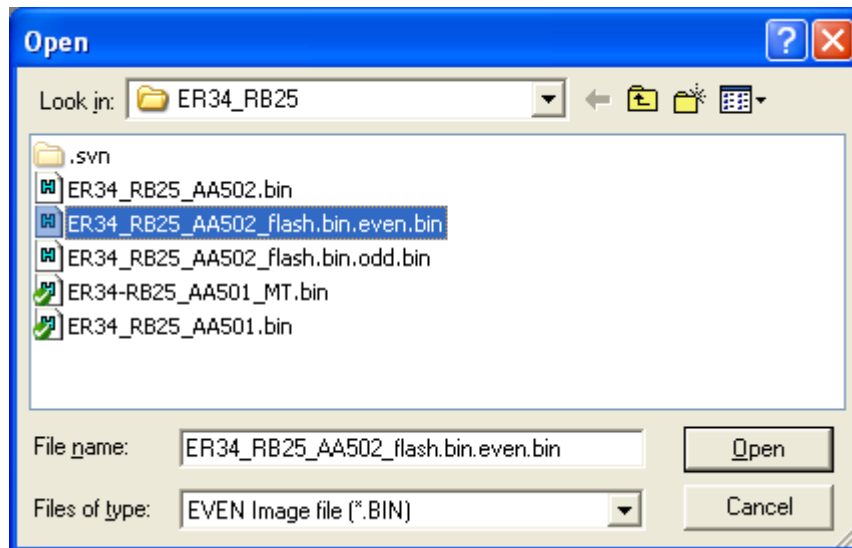 Open
Look in: ER34_RB25
.svn
ER34_RB25_AA502.bin
ER34_RB25_AA502_flash.bin.even.bin
ER34_RB25_AA502_flash.bin.odd.bin
ER34-RB25_AA501_MT.bin
ER34_RB25_AA501.bin
File name: ER34_RB25_AA502_flash.bin.even.bin Open
Files of type: EVEN Image file (*.BIN) Cancel